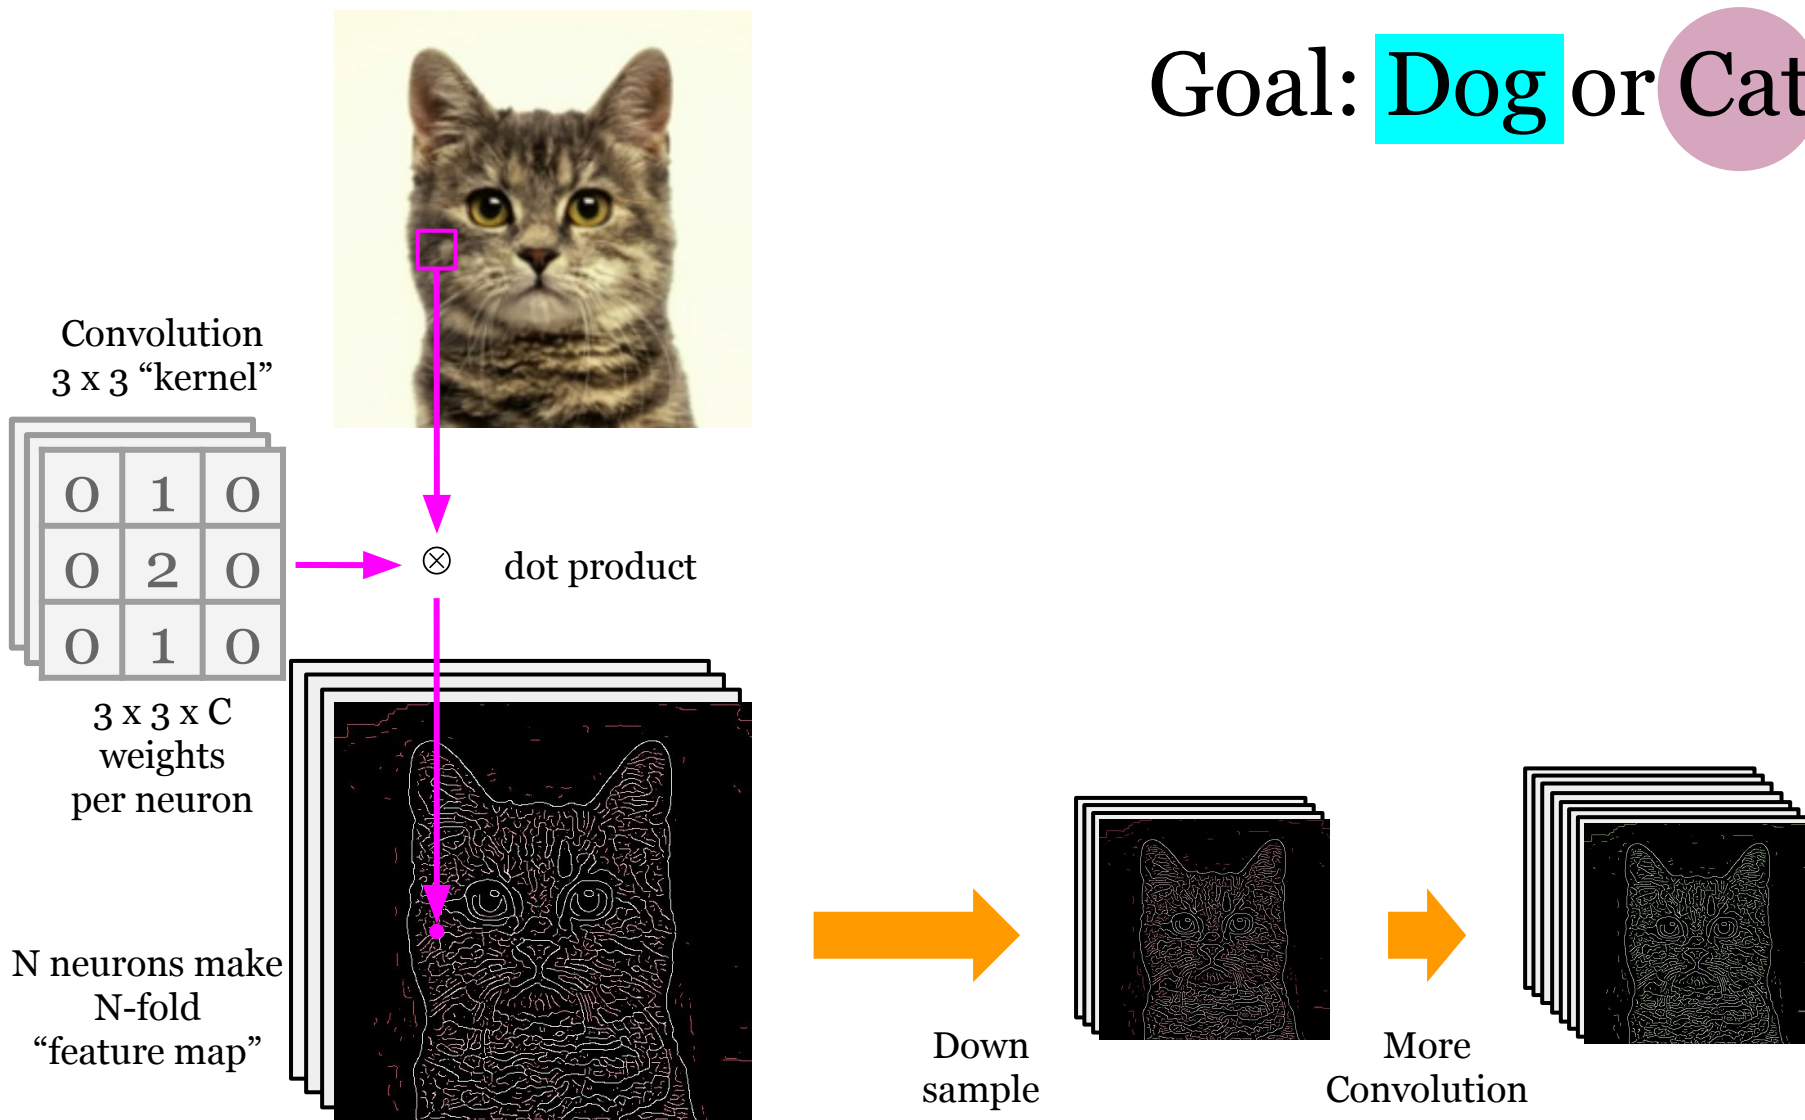 Goal: Dog or Cat
Convolution
3 x 3 “kernel”
0 1 0
0 2 0
0 1 0
dot product
3 x 3 x C
weights
per neuron
N neurons make
N-fold
“feature map”
Down
sample
More
Convolution